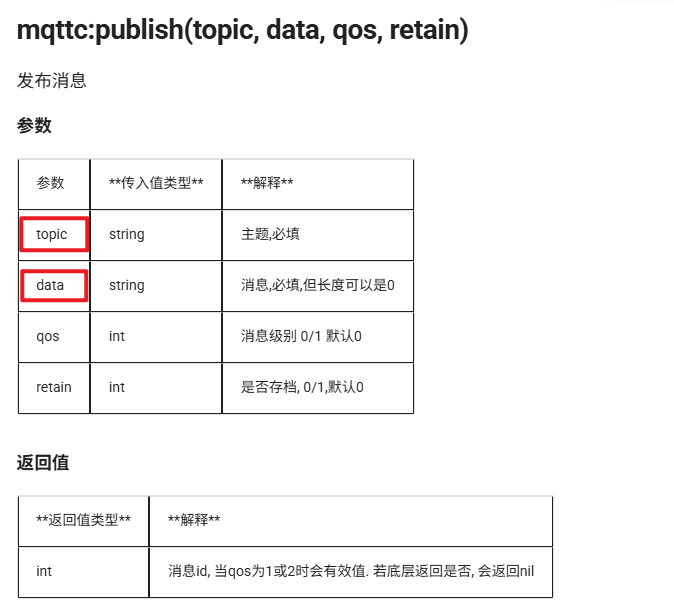 mqttc:publish(topic, data, qos, retain)
发布消息
参数
参数 **传入值类型** **解释**
topic string 主题,必填
data string 消息,必填,但长度可以是0
qos int 消息级别 0/1 默认0
retain int 是否存档, 0/1,默认0
返回值
**返回值类型** **解释**
int 消息id, 当qos为1或2时会有效值. 若底层返回是否, 会返回nil